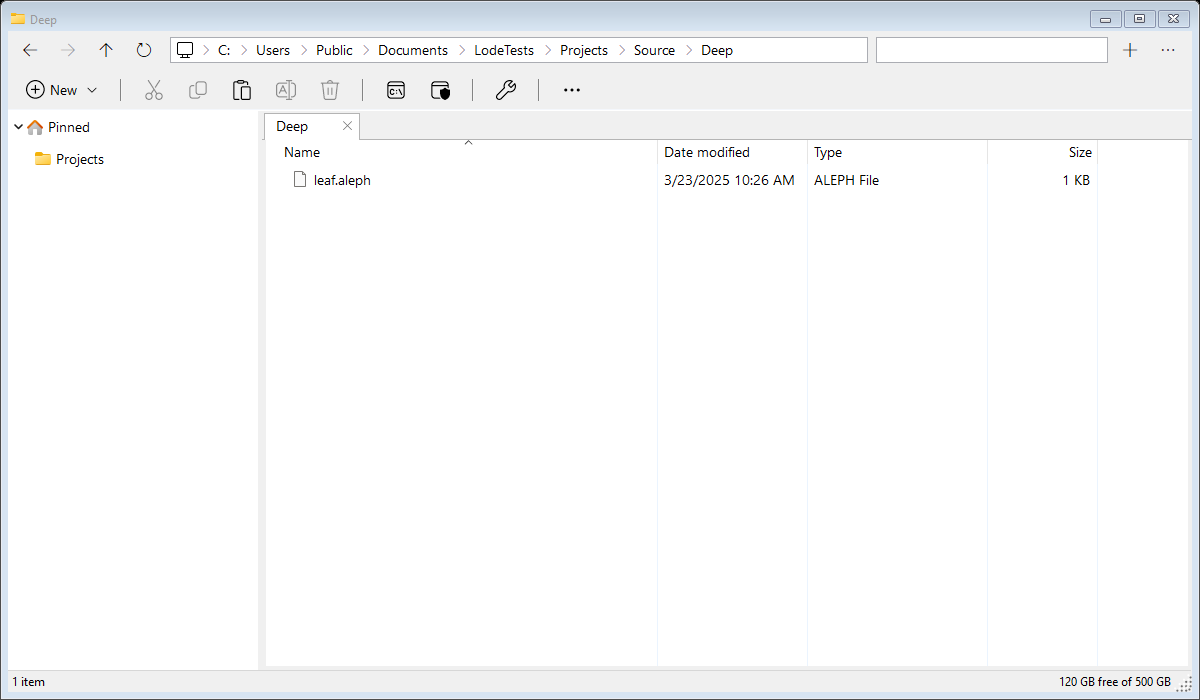 Deep
C: Users Public Documents LodeTests Projects Source Deep
New
Pinned
Projects
Deep
Name Date modified Type Size
leaf.aleph 3/23/2025 10:26 AM ALEPH File 1 KB
1 item 120 GB free of 500 GB